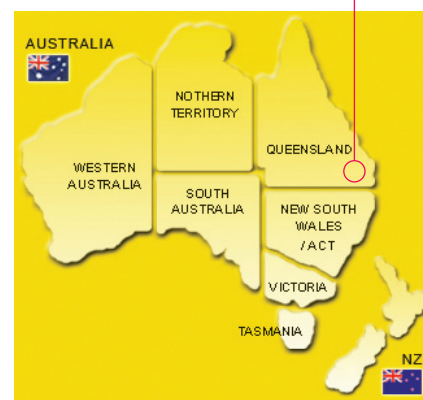 AUSTRALIA
NOTHERN
TERRITORY
QUEENSLAND
WESTERN
AUSTRALIA
SOUTH
AUSTRALIA
NEW SOUTH
WALES
/ ACT
VICTORIA
TASMANIA
NZ